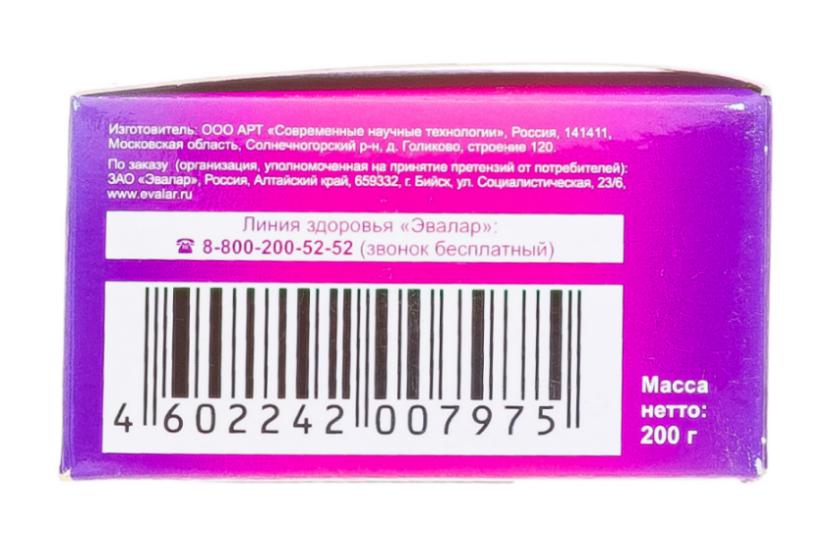 Изготовитель: ООО АРТ «Современные научные технологии», Россия, 141411,
Московская область, Солнечногорский р-н, д. Голиково, строение 120.
По заказу (организация, уполномоченная на принятие претензий от потребителей):
ЗАО «Эвалар», Россия, Алтайский край, 659332, г. Бийск, ул. Социалистическая, 23/6,
www.evalar.ru
Линия здоровья «Эвалар»:
☎ 8-800-200-52-52 (звонок бесплатный)
4 602242 007975
Масса
нетто:
200 г